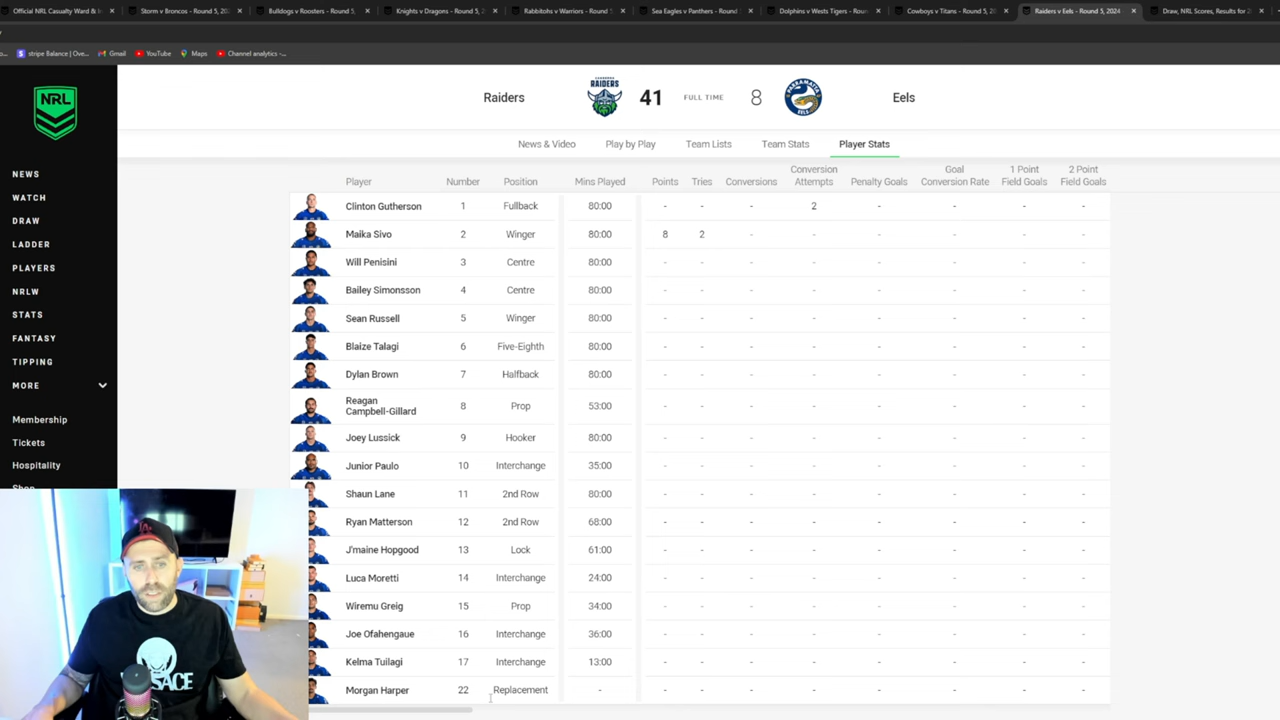 Official NRL Casualty Ward & In
Storm v Broncos - Round 5, 202
Bulldogs v Roosters - Round 5,
Knights v Dragons - Round 5, 2
Rabbitohs v Warriors - Round 5
Sea Eagles v Panthers - Round
Dolphins v Wests Tigers - Roun
Cowboys v Titans - Round 5, 20
Raiders v Eels - Round 5, 2024
Draw, NRL Scores, Results for 2
stripe Balance | Ove...
Gmail
YouTube
Maps
Channel analytics -...
NRL
Raiders
RAIDERS
41
FULL TIME
8
PARRAMATTA
EELS
Eels
News & Video
Play by Play
Team Lists
Team Stats
Player Stats
NEWS
WATCH
DRAW
LADDER
PLAYERS
NRLW
STATS
FANTASY
TIPPING
MORE
Membership
Tickets
Hospitality
Shop
Player Number Position Mins Played Points Tries Conversions Conversion Attempts Penalty Goals Goal Conversion Rate 1 Point Field Goals 2 Point Field Goals
Clinton Gutherson 1 Fullback 80:00 - - - 2 - - - -
Maika Sivo 2 Winger 80:00 8 2 - - - - - -
Will Penisini 3 Centre 80:00 - - - - - - - -
Bailey Simonsson 4 Centre 80:00 - - - - - - - -
Sean Russell 5 Winger 80:00 - - - - - - - -
Blaize Talagi 6 Five-Eighth 80:00 - - - - - - - -
Dylan Brown 7 Halfback 80:00 - - - - - - - -
Reagan Campbell-Gillard 8 Prop 53:00 - - - - - - - -
Joey Lussick 9 Hooker 80:00 - - - - - - - -
Junior Paulo 10 Interchange 35:00 - - - - - - - -
Shaun Lane 11 2nd Row 80:00 - - - - - - - -
Ryan Matterson 12 2nd Row 68:00 - - - - - - - -
J'maine Hopgood 13 Lock 61:00 - - - - - - - -
Luca Moretti 14 Interchange 24:00 - - - - - - - -
Wiremu Greig 15 Prop 34:00 - - - - - - - -
Joe Ofahengaue 16 Interchange 36:00 - - - - - - - -
Kelma Tuilagi 17 Interchange 13:00 - - - - - - - -
Morgan Harper 22 Replacement - - - - - - - - -